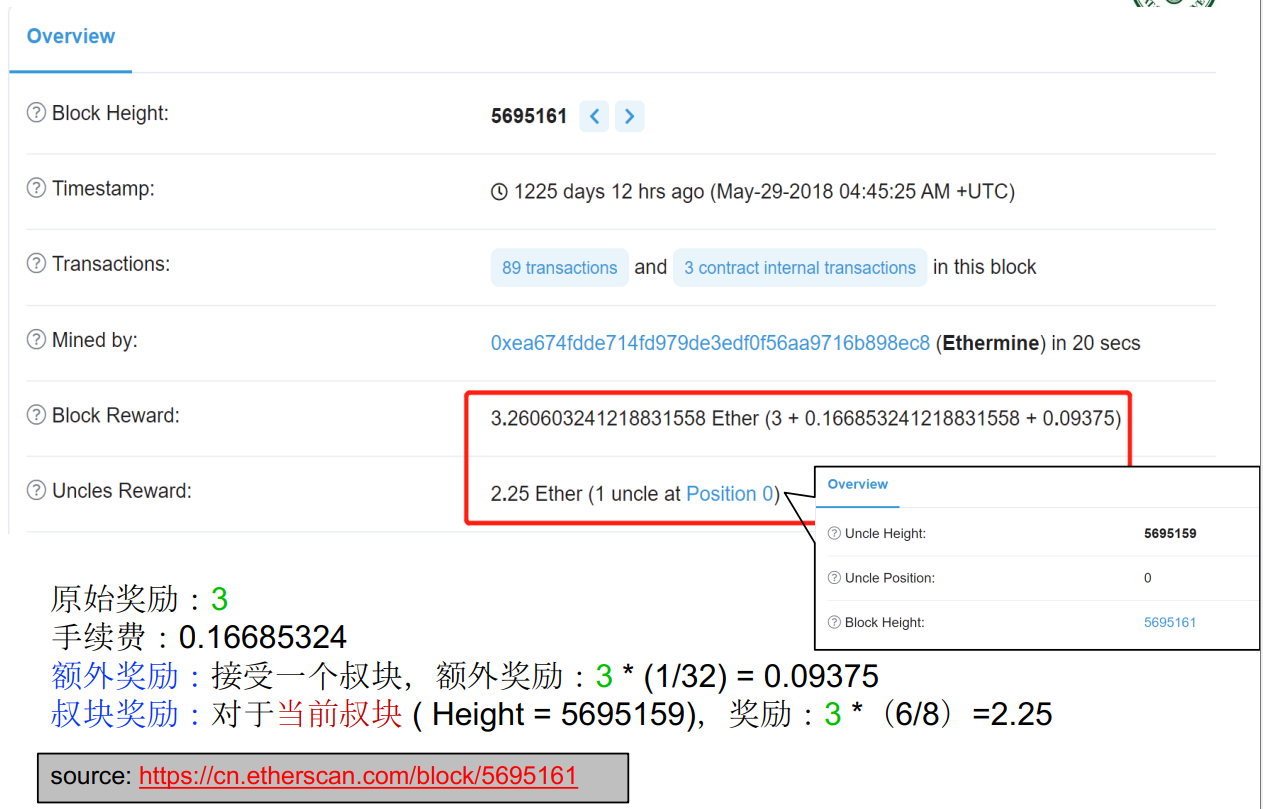 Overview
Block Height: 5695161
Timestamp: 1225 days 12 hrs ago (May-29-2018 04:45:25 AM +UTC)
Transactions: 89 transactions and 3 contract internal transactions in this block
Mined by: 0xea674fdde714fd979de3edf0f56aa9716b898ec8 (Ethermine) in 20 secs
Block Reward: 3.260603241218831558 Ether (3 + 0.166853241218831558 + 0.09375)
Uncles Reward: 2.25 Ether (1 uncle at Position 0)
Overview
Uncle Height: 5695159
Uncle Position: 0
Block Height: 5695161
原始奖励：3
手续费：0.16685324
额外奖励：接受一个叔块，额外奖励：3 * (1/32) = 0.09375
叔块奖励：对于当前叔块 ( Height = 5695159)，奖励：3 *（6/8）=2.25
source: https://cn.etherscan.com/block/5695161